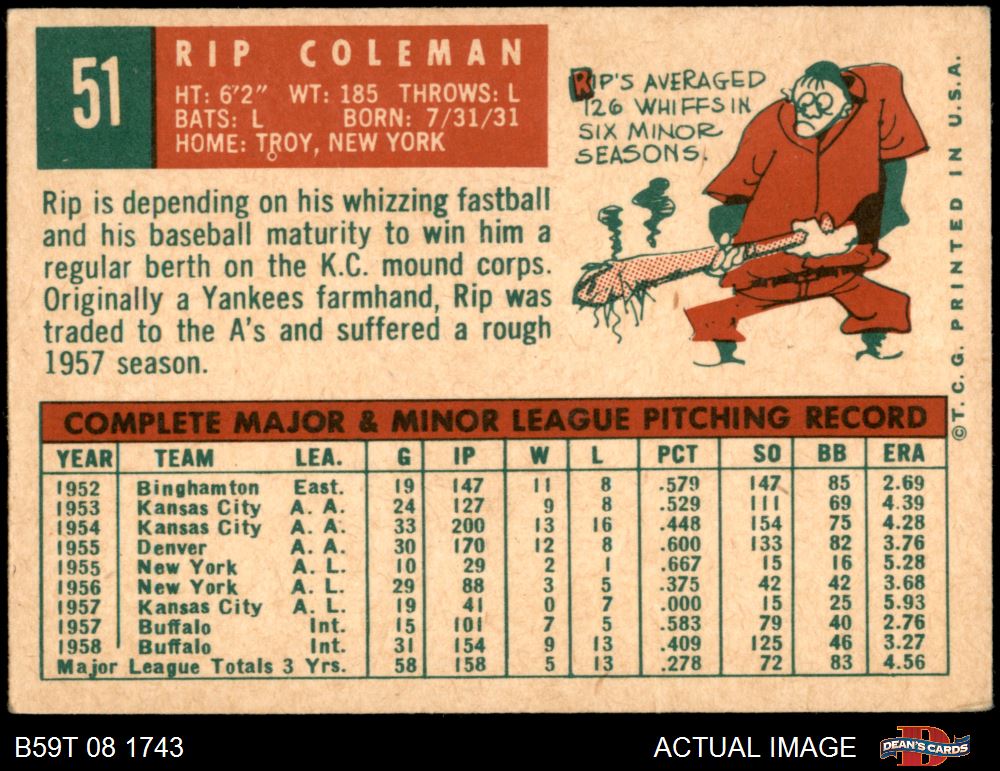 51
RIP COLEMAN
HT: 6'2" WT: 185 THROWS: L
BATS: L BORN: 7/31/31
HOME: TROY, NEW YORK
RIP'S AVERAGED
126 WHIFFS IN
SIX MINOR
SEASONS.
Rip is depending on his whizzing fastball
and his baseball maturity to win him a
regular berth on the K.C. mound corps.
Originally a Yankees farmhand, Rip was
traded to the A's and suffered a rough
1957 season.
©T.C.G. PRINTED IN U.S.A.
COMPLETE MAJOR & MINOR LEAGUE PITCHING RECORD
YEAR TEAM LEA. G IP W L PCT SO BB ERA
1952 Binghamton East. 19 147 11 8 .579 147 85 2.69
1953 Kansas City A. A. 24 127 9 8 .529 111 69 4.39
1954 Kansas City A. A. 33 200 13 16 .448 154 75 4.28
1955 Denver A. A. 30 170 12 8 .600 133 82 3.76
1955 New York A. L. 10 29 2 1 .667 15 16 5.28
1956 New York A. L. 29 88 3 5 .375 42 42 3.68
1957 Kansas City A. L. 19 41 0 7 .000 15 25 5.93
1957 Buffalo Int. 15 101 7 5 .583 79 40 2.76
1958 Buffalo Int. 31 154 9 13 .409 125 46 3.27
Major League Totals 3 Yrs. 58 158 5 13 .278 72 83 4.56
B59T 08 1743
ACTUAL IMAGE
DEAN'S CARDS